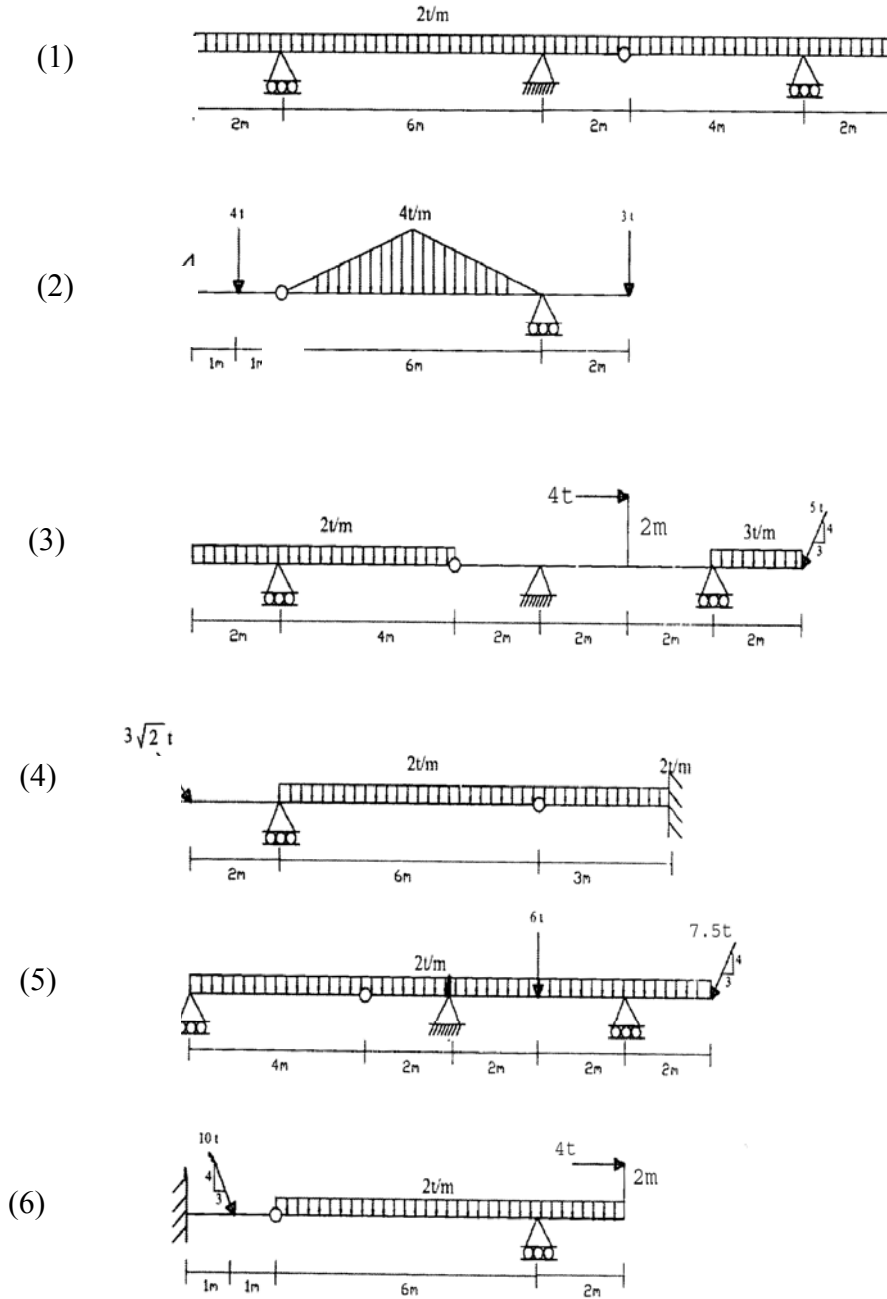 2t/m
(1)
2m 6m 2m 4m 2m
4t 4t/m 3t
(2)
1m 6m 2m
4t
2t/m 2m 3t/m 5t 4 3
(3)
2m 4m 2m 2m 2m 2m
3√2 t
2t/m 2t/m
(4)
2m 6m 3m
6t 7.5t
2t/m 4 3
(5)
4m 2m 2m 2m 2m
10t 4t
4 3 2t/m 2m
(6)
1m 1m 6m 2m